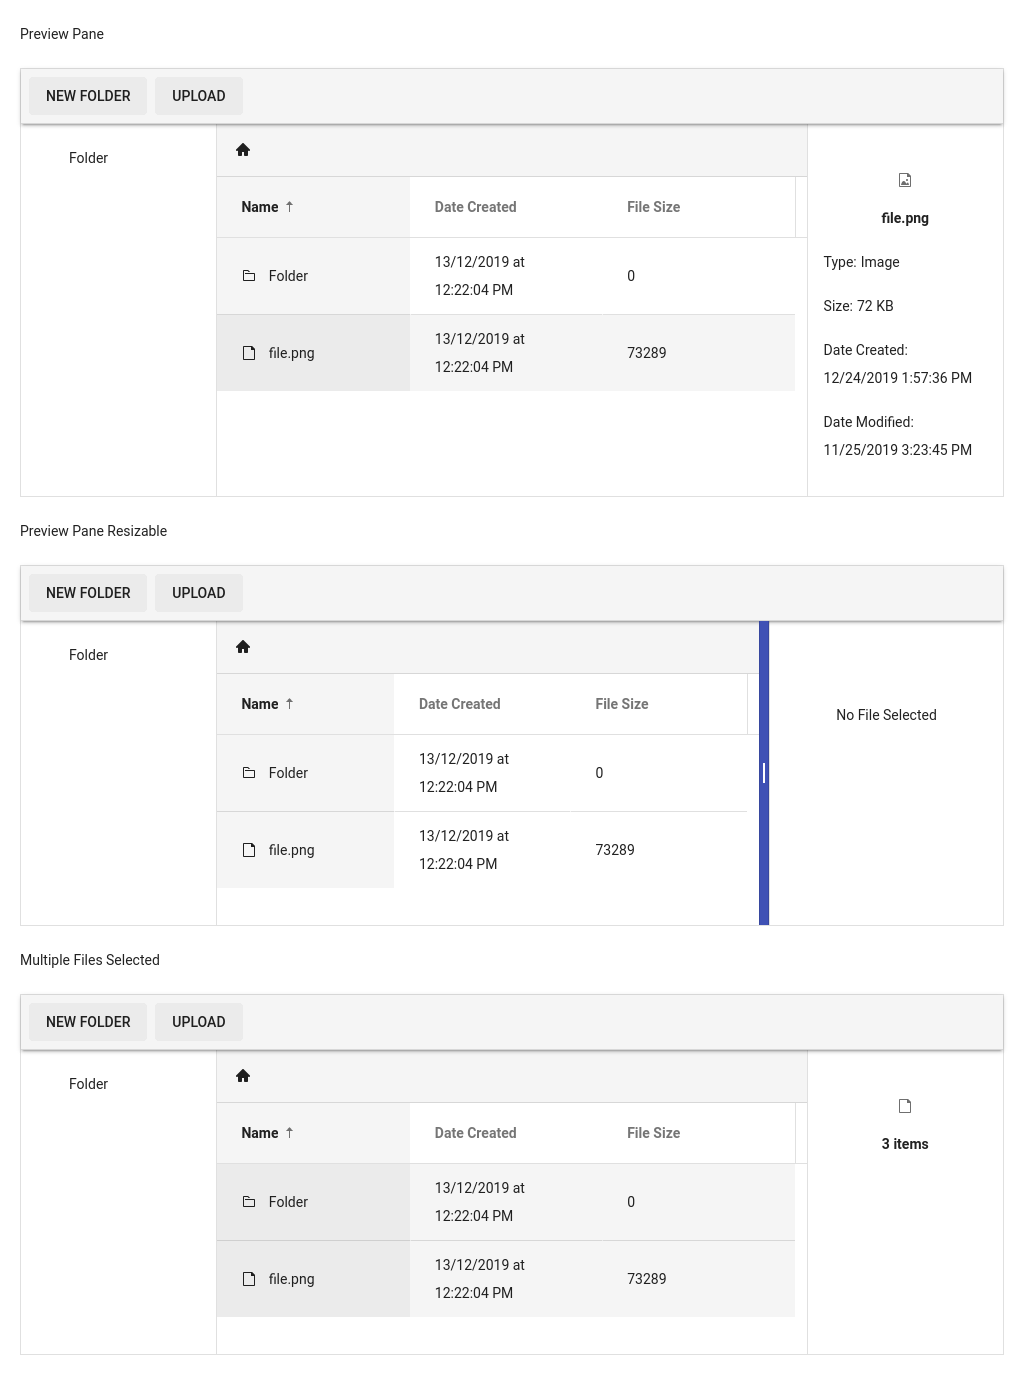 Preview Pane
NEW FOLDER UPLOAD
Folder
Name Date Created File Size
Folder 13/12/2019 at 12:22:04 PM 0
file.png 13/12/2019 at 12:22:04 PM 73289
file.png
Type: Image
Size: 72 KB
Date Created:
12/24/2019 1:57:36 PM
Date Modified:
11/25/2019 3:23:45 PM
Preview Pane Resizable
NEW FOLDER UPLOAD
Folder
Name Date Created File Size
Folder 13/12/2019 at 12:22:04 PM 0
file.png 13/12/2019 at 12:22:04 PM 73289
No File Selected
Multiple Files Selected
NEW FOLDER UPLOAD
Folder
Name Date Created File Size
Folder 13/12/2019 at 12:22:04 PM 0
file.png 13/12/2019 at 12:22:04 PM 73289
3 items